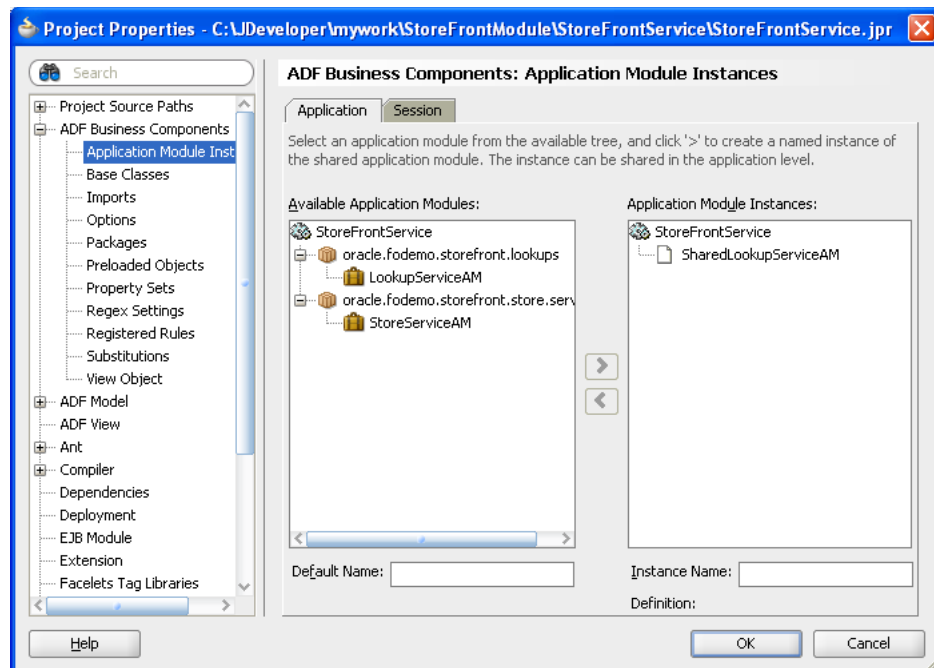 Project Properties - C:\JDeveloper\mywork\StoreFrontModule\StoreFrontService\StoreFrontService.jpr
Search
Project Source Paths
ADF Business Components
Application Module Inst
Base Classes
Imports
Options
Packages
Preloaded Objects
Property Sets
Regex Settings
Registered Rules
Substitutions
View Object
ADF Model
ADF View
Ant
Compiler
Dependencies
Deployment
EJB Module
Extension
Facelets Tag Libraries
ADF Business Components: Application Module Instances
Application
Session
Select an application module from the available tree, and click '>' to create a named instance of
the shared application module. The instance can be shared in the application level.
Available Application Modules:
StoreFrontService
oracle.fodemo.storefront.lookups
LookupServiceAM
oracle.fodemo.storefront.store.serv
StoreServiceAM
Default Name:
Application Module Instances:
StoreFrontService
SharedLookupServiceAM
Instance Name:
Definition:
Help
OK
Cancel